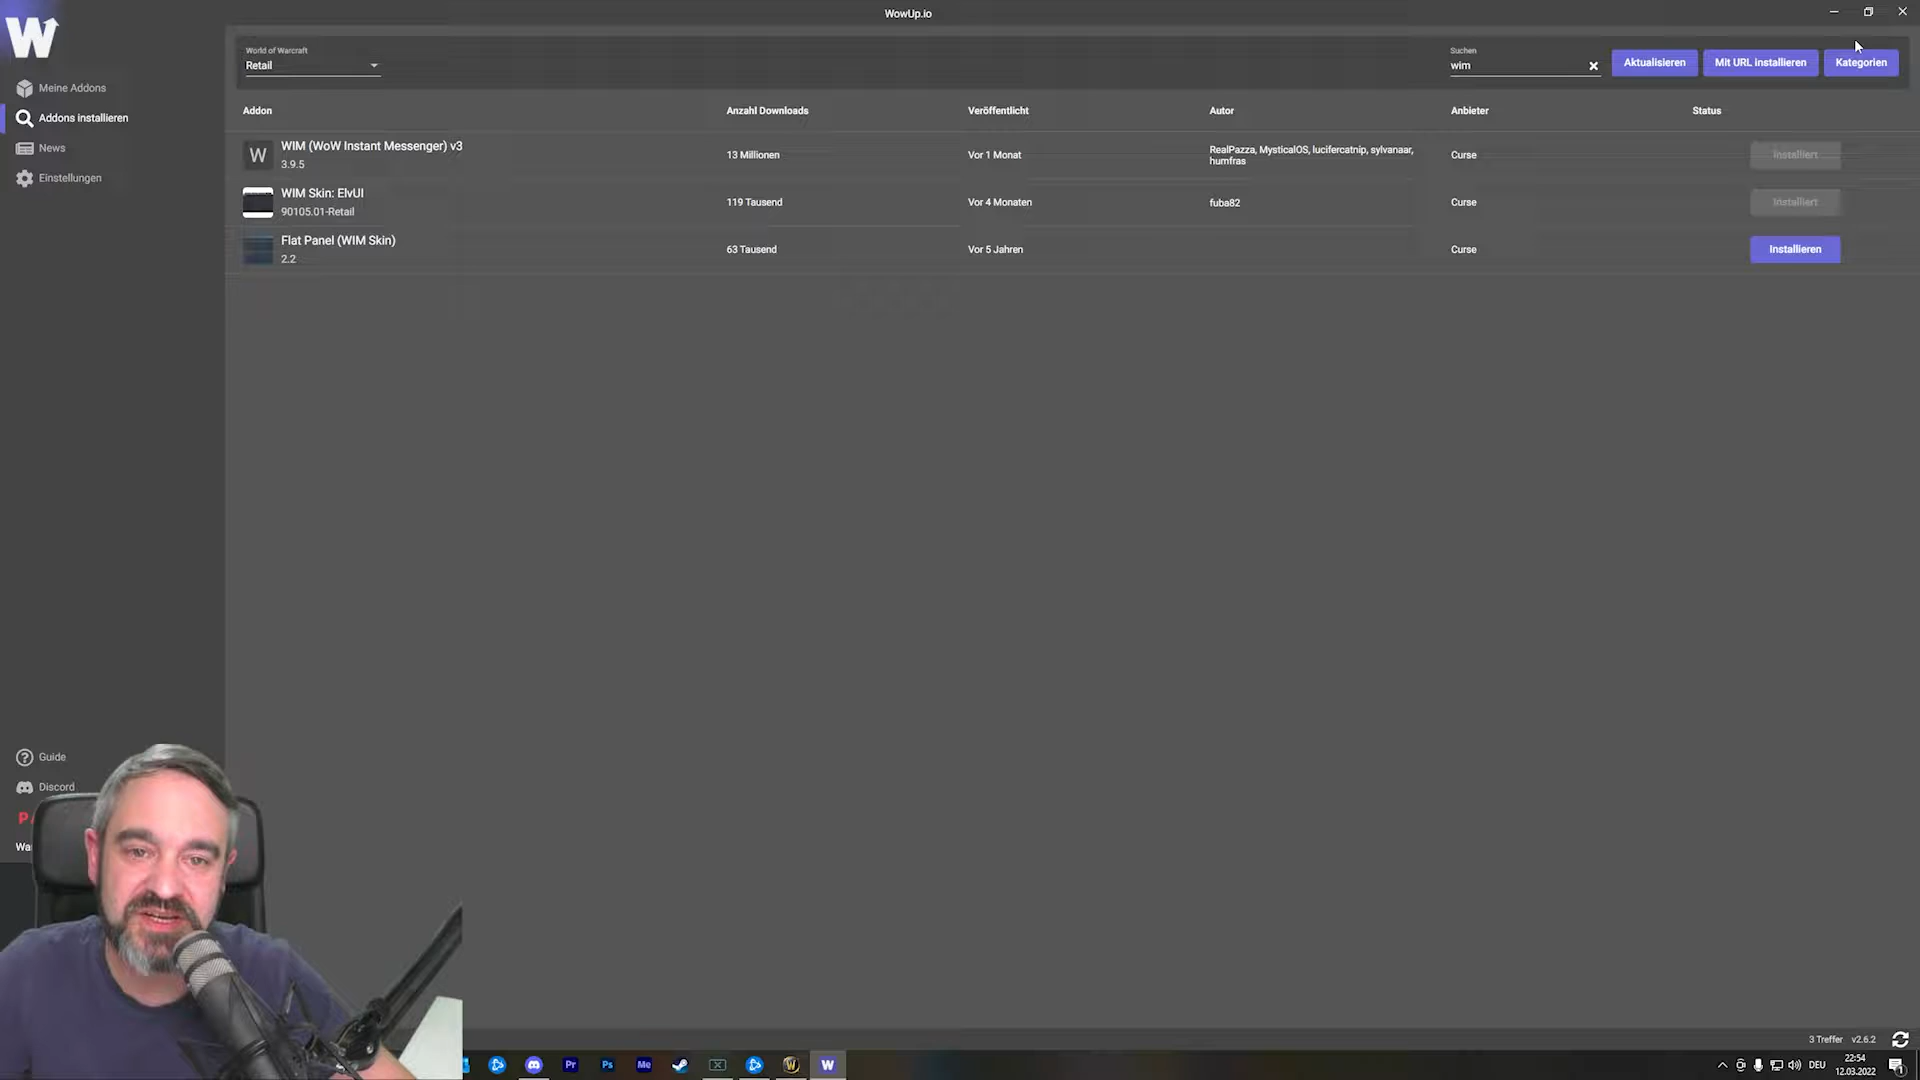 WowUp.io
W
World of Warcraft
Retail
Suchen
wim
Aktualisieren
Mit URL installieren
Kategorien
Meine Addons
Addons installieren
News
Einstellungen
Addon
Anzahl Downloads
Veröffentlicht
Autor
Anbieter
Status
W
WIM (WoW Instant Messenger) v3
3.9.5
13 Millionen
Vor 1 Monat
RealPazza, MysticalOS, lucifercatnip, sylvanaar,
humfras
Curse
Installiert
WIM Skin: ElvUI
90105.01-Retail
119 Tausend
Vor 4 Monaten
fuba82
Curse
Installiert
Flat Panel (WIM Skin)
2.2
63 Tausend
Vor 5 Jahren
Curse
Installieren
Guide
Discord
3 Treffer
v2.6.2
Pr
Ps
Me
W
DEU
22:54
12.03.2022